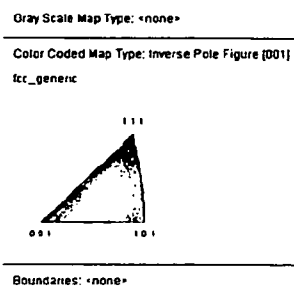 Gray Scale Map Type: <none>
Color Coded Map Type: Inverse Pole Figure [001]
fcc_generic
111
001 101
Boundaries: <none>